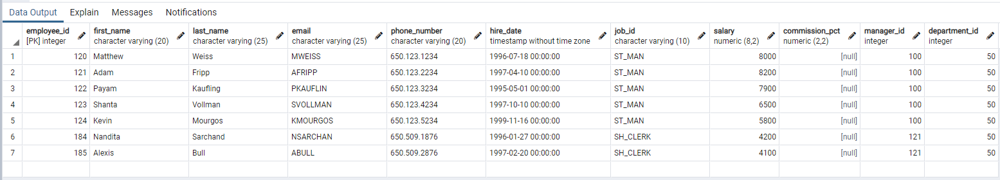 Data Output Explain Messages Notifications
employee_id first_name last_name email phone_number hire_date job_id salary commission_pct manager_id department_id
[PK] integer character varying (20) character varying (25) character varying (25) character varying (20) timestamp without time zone character varying (10) numeric (8,2) numeric (2,2) integer integer
1 120 Matthew Weiss MWEISS 650.123.1234 1996-07-18 00:00:00 ST_MAN 8000 [null] 100 50
2 121 Adam Fripp AFRIPP 650.123.2234 1997-04-10 00:00:00 ST_MAN 8200 [null] 100 50
3 122 Payam Kaufling PKAUFLIN 650.123.3234 1995-05-01 00:00:00 ST_MAN 7900 [null] 100 50
4 123 Shanta Vollman SVOLLMAN 650.123.4234 1997-10-10 00:00:00 ST_MAN 6500 [null] 100 50
5 124 Kevin Mourgos KMOURGOS 650.123.5234 1999-11-16 00:00:00 ST_MAN 5800 [null] 100 50
6 184 Nandita Sarchand NSARCHAN 650.509.1876 1996-01-27 00:00:00 SH_CLERK 4200 [null] 121 50
7 185 Alexis Bull ABULL 650.509.2876 1997-02-20 00:00:00 SH_CLERK 4100 [null] 121 50